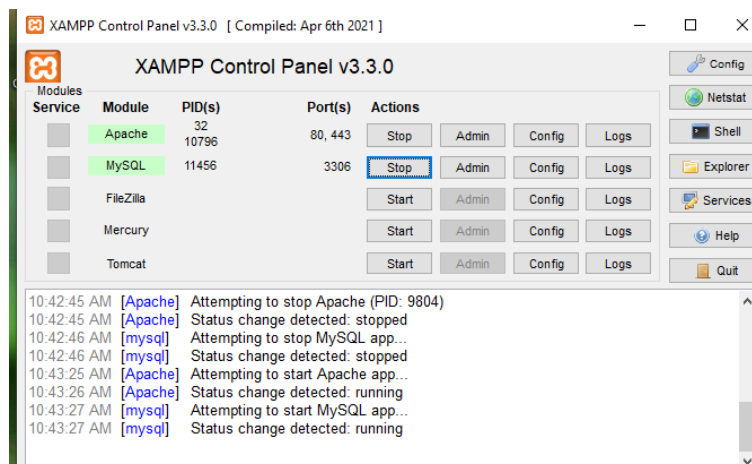 XAMPP Control Panel v3.3.0 [ Compiled: Apr 6th 2021 ]
XAMPP Control Panel v3.3.0
Config
Modules
Netstat
Service Module PID(s) Port(s) Actions
Apache 32 10796 80, 443 Stop Admin Config Logs
Shell
MySQL 11456 3306 Stop Admin Config Logs
Explorer
FileZilla Start Admin Config Logs
Services
Mercury Start Admin Config Logs
Help
Tomcat Start Admin Config Logs
Quit
10:42:45 AM [Apache] Attempting to stop Apache (PID: 9804)
10:42:45 AM [Apache] Status change detected: stopped
10:42:46 AM [mysql] Attempting to stop MySQL app...
10:42:46 AM [mysql] Status change detected: stopped
10:43:25 AM [Apache] Attempting to start Apache app...
10:43:26 AM [Apache] Status change detected: running
10:43:27 AM [mysql] Attempting to start MySQL app...
10:43:27 AM [mysql] Status change detected: running